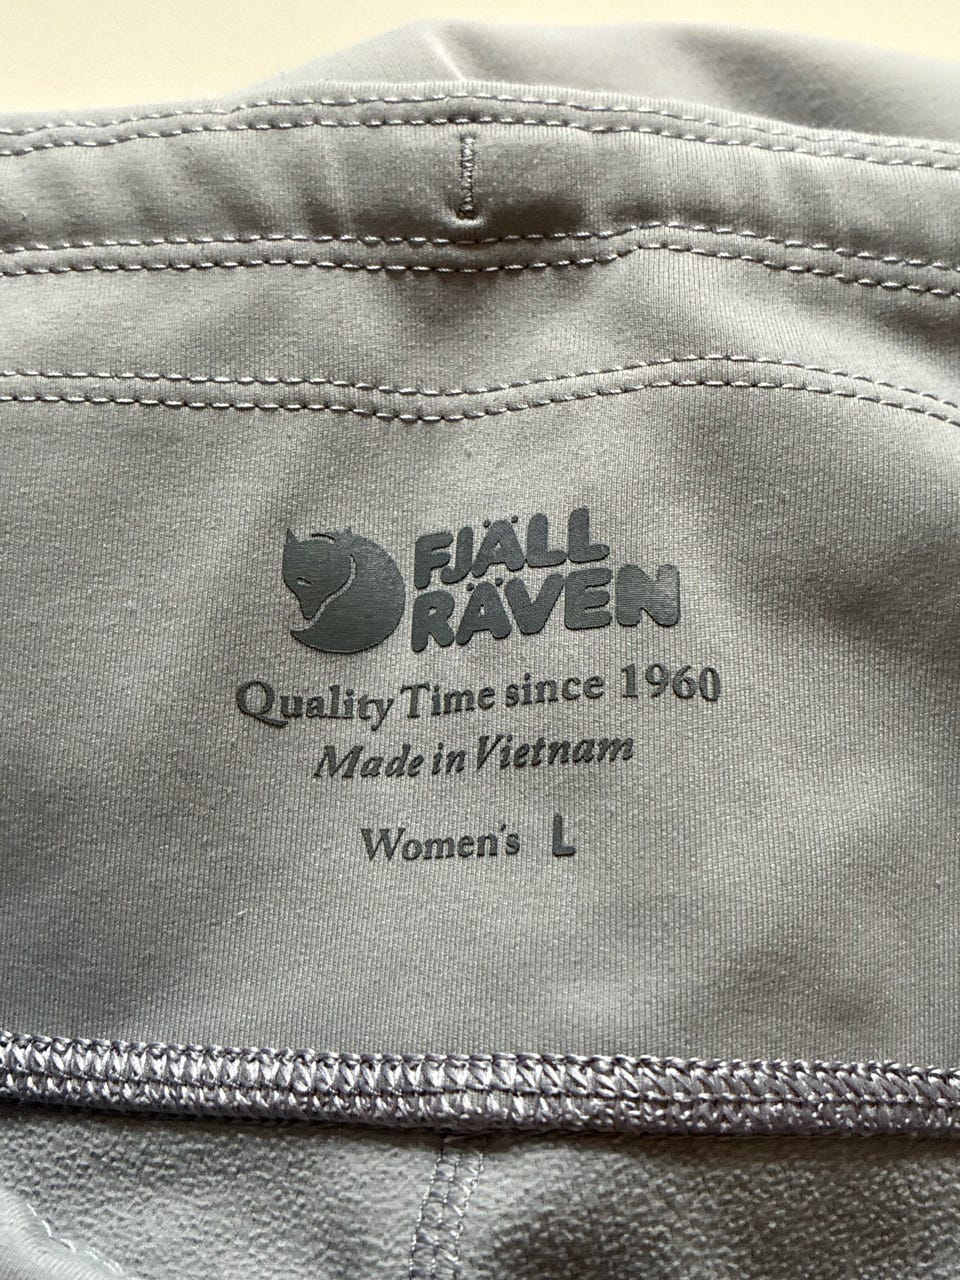 FJÄLL
RÄVEN
Quality Time since 1960
Made in Vietnam
Women's L